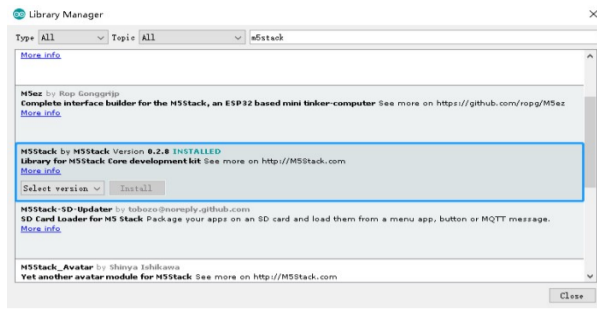 Library Manager
Type All Topic All m5stack
More info
M5ez by Rop Gonggrijp
Complete interface builder for the M5Stack, an ESP32 based mini tinker-computer See more on https://github.com/ropg/M5ez
More info
M5Stack by M5Stack Version 0.2.8 INSTALLED
Library for M5Stack Core development kit See more on http://M5Stack.com
More info
Select version Install
M5Stack-SD-Updater by tobozo@noreply.github.com
SD Card Loader for M5 Stack Package your apps on an SD card and load them from a menu app, button or MQTT message.
More info
M5Stack_Avatar by Shinya Ishikawa
Yet another avatar module for M5Stack See more on http://M5Stack.com
Close